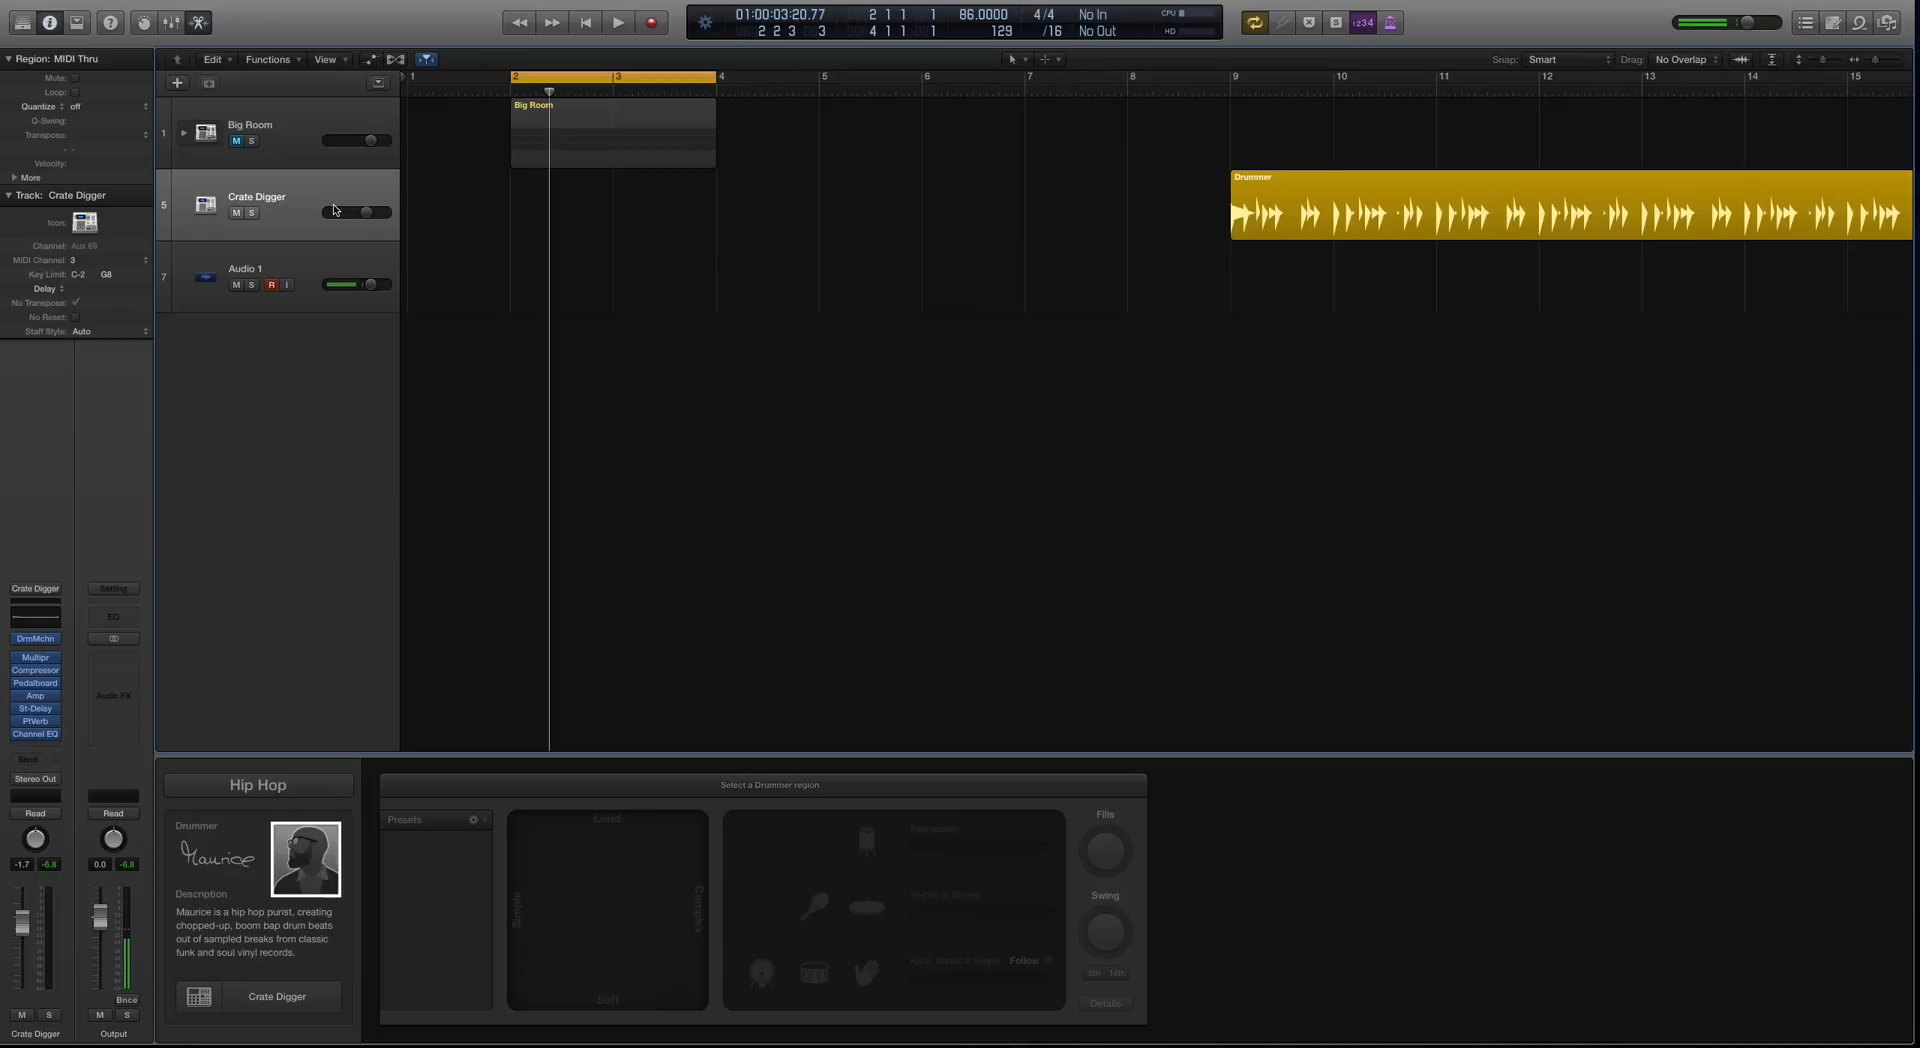 01:00:03:20.77 2 1 1 1 86.0000 4/4 No In CPU
2 2 3 3 4 1 1 1 129 /16 No Out HD
S 1234
Region: MIDI Thru
Mute:
Loop:
Quantize off
Q-Swing:
Transpose:
Velocity:
More
Track: Crate Digger
Icon:
Channel: Aux 69
MIDI Channel: 3
Key Limit: C-2 G8
Delay
No Transpose:
No Reset:
Staff Style: Auto
Edit Functions View
Snap: Smart Drag: No Overlap
1 2 3 4 5 6 7 8 9 10 11 12 13 14 15
1
Big Room
M S
Big Room
5
Crate Digger
M S
Drummer
7
Audio 1
M S R I
Crate Digger Setting
EQ
DrmMchn
Multipr
Compressor
Pedalboard
Amp
Audio FX
St-Delay
PtVerb
Channel EQ
Send
Stereo Out
Read Read
-1.7 -6.8 0.0 -6.8
Bnce
M S M S
Crate Digger Output
Hip Hop
Drummer
Maurice
Description
Maurice is a hip hop purist, creating
chopped-up, boom bap drum beats
out of sampled breaks from classic
funk and soul vinyl records.
Crate Digger
Select a Drummer region
Presets
Loud
Simple
Complex
Soft
Percussion
Kick, Snare & Claps
Follow
Fills
Swing
8th 16th
Details